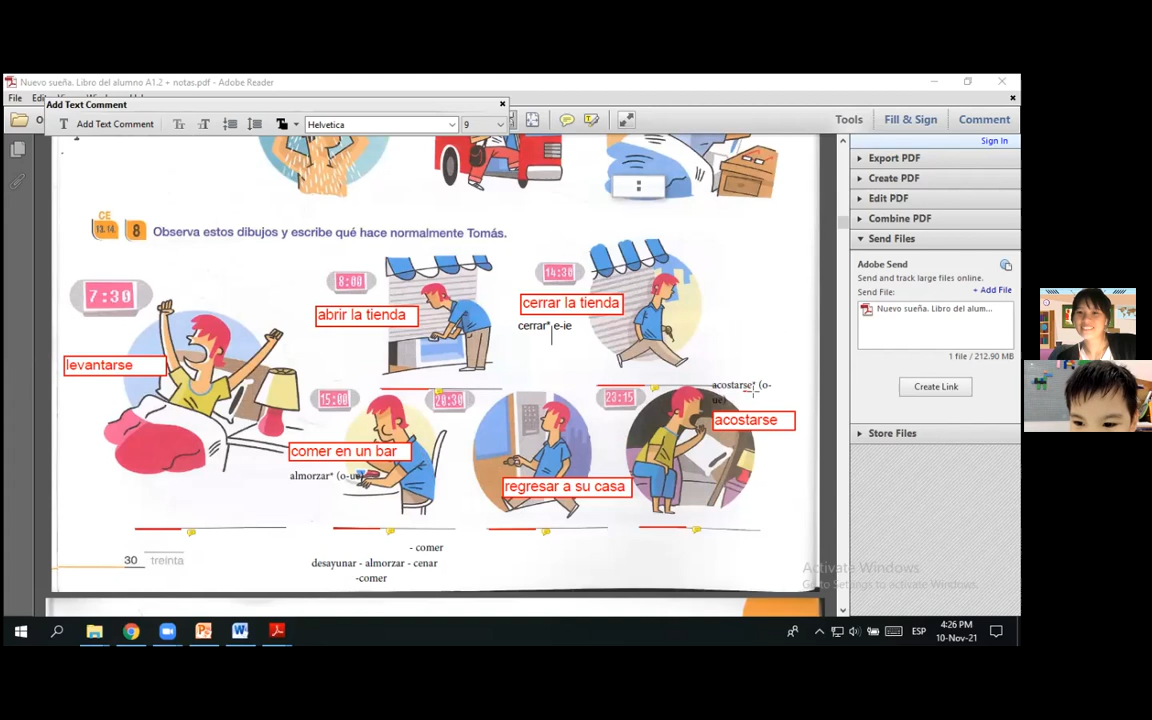 Nuevo sueña. Libro del alumno A1.2 + notas.pdf - Adobe Reader
File
Add Text Comment
Add Text Comment
Helvetica
9
Tools
Fill & Sign
Comment
Sign In
Export PDF
Create PDF
Edit PDF
Combine PDF
Send Files
Adobe Send
Send and track large files online.
Send File:
+ Add File
Nuevo sueña. Libro del alum...
1 file / 212.90 MB
Create Link
Store Files
CE
13, 14
8
Observa estos dibujos y escribe qué hace normalmente Tomás.
7:30
levantarse
8:00
abrir la tienda
14:30
cerrar la tienda
cerrar* e-ie
15:00
comer en un bar
almorzar* (o-ue)
20:30
regresar a su casa
23:15
acostarse* (o-
ue)
acostarse
- comer
desayunar - almorzar - cenar
-comer
30
treinta
Activate Windows
Go to Settings to activate Windows.
ESP
4:26 PM
10-Nov-21